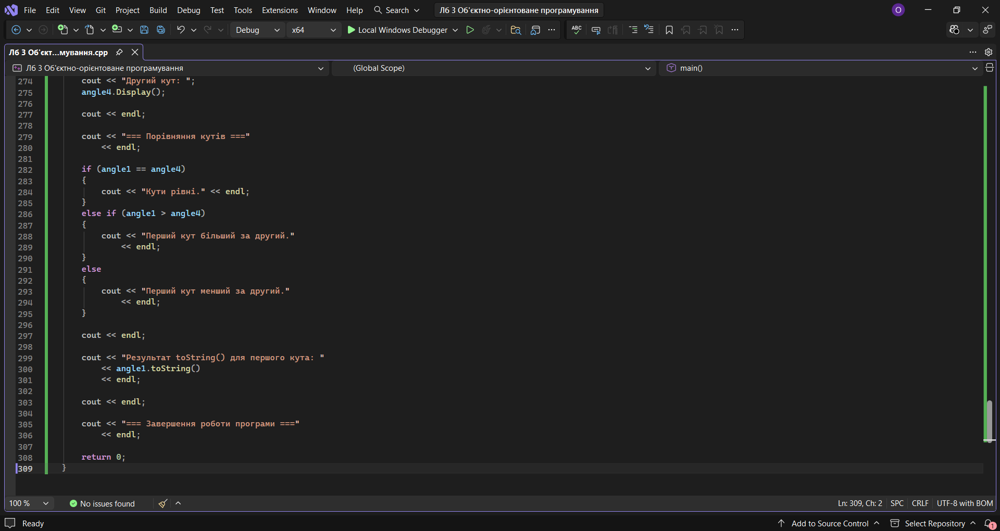 File Edit View Git Project Build Debug Test Tools Extensions Window Help Search Лб 3 Об'єктно-орієнтоване програмування O
Debug x64 Local Windows Debugger ABC
Лб 3 Об'єкт...мування.cpp
Лб 3 Об'єктно-орієнтоване програмування (Global Scope) main()
274 cout << "Другий кут: ";
275 angle4.Display();
276
277 cout << endl;
278
279 cout << "=== Порівняння кутів ==="
280 << endl;
281
282 if (angle1 == angle4)
283 {
284 cout << "Кути рівні." << endl;
285 }
286 else if (angle1 > angle4)
287 {
288 cout << "Перший кут більший за другий."
289 << endl;
290 }
291 else
292 {
293 cout << "Перший кут менший за другий."
294 << endl;
295 }
296
297 cout << endl;
298
299 cout << "Результат toString() для першого кута: "
300 << angle1.toString()
301 << endl;
302
303 cout << endl;
304
305 cout << "=== Завершення роботи програми ==="
306 << endl;
307
308 return 0;
309 }
100 % No issues found Ln: 309, Ch: 2 SPC CRLF UTF-8 with BOM
Ready Add to Source Control Select Repository 1